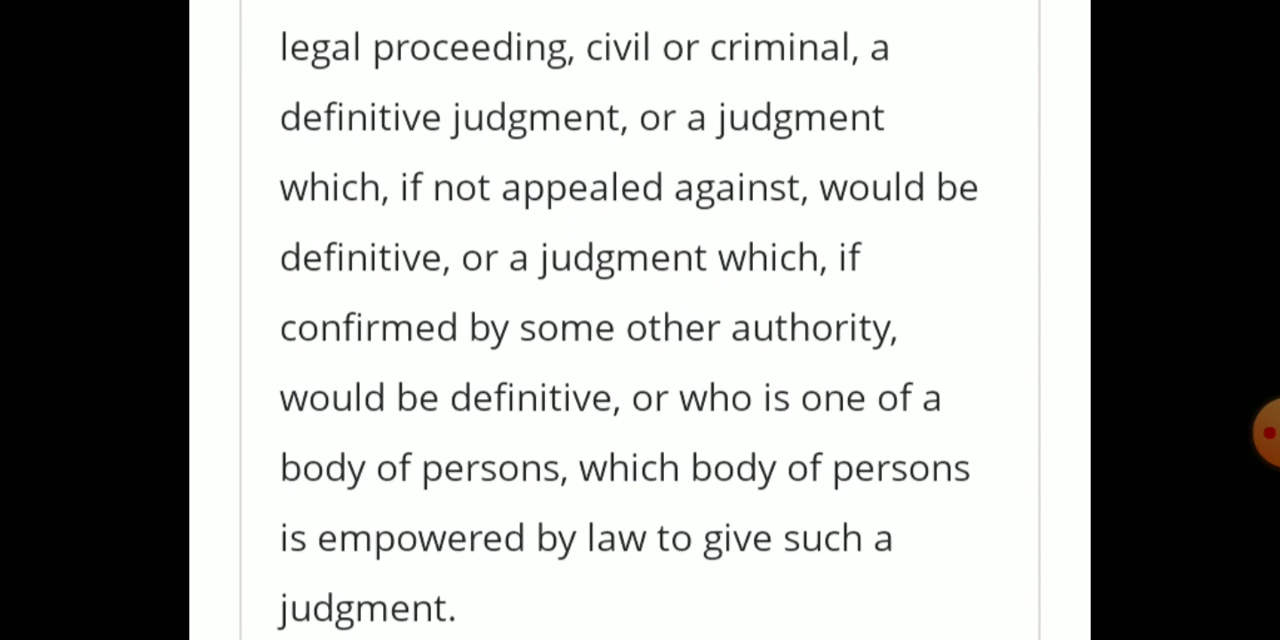 legal proceeding, civil or criminal, a
definitive judgment, or a judgment
which, if not appealed against, would be
definitive, or a judgment which, if
confirmed by some other authority,
would be definitive, or who is one of a
body of persons, which body of persons
is empowered by law to give such a
judgment.